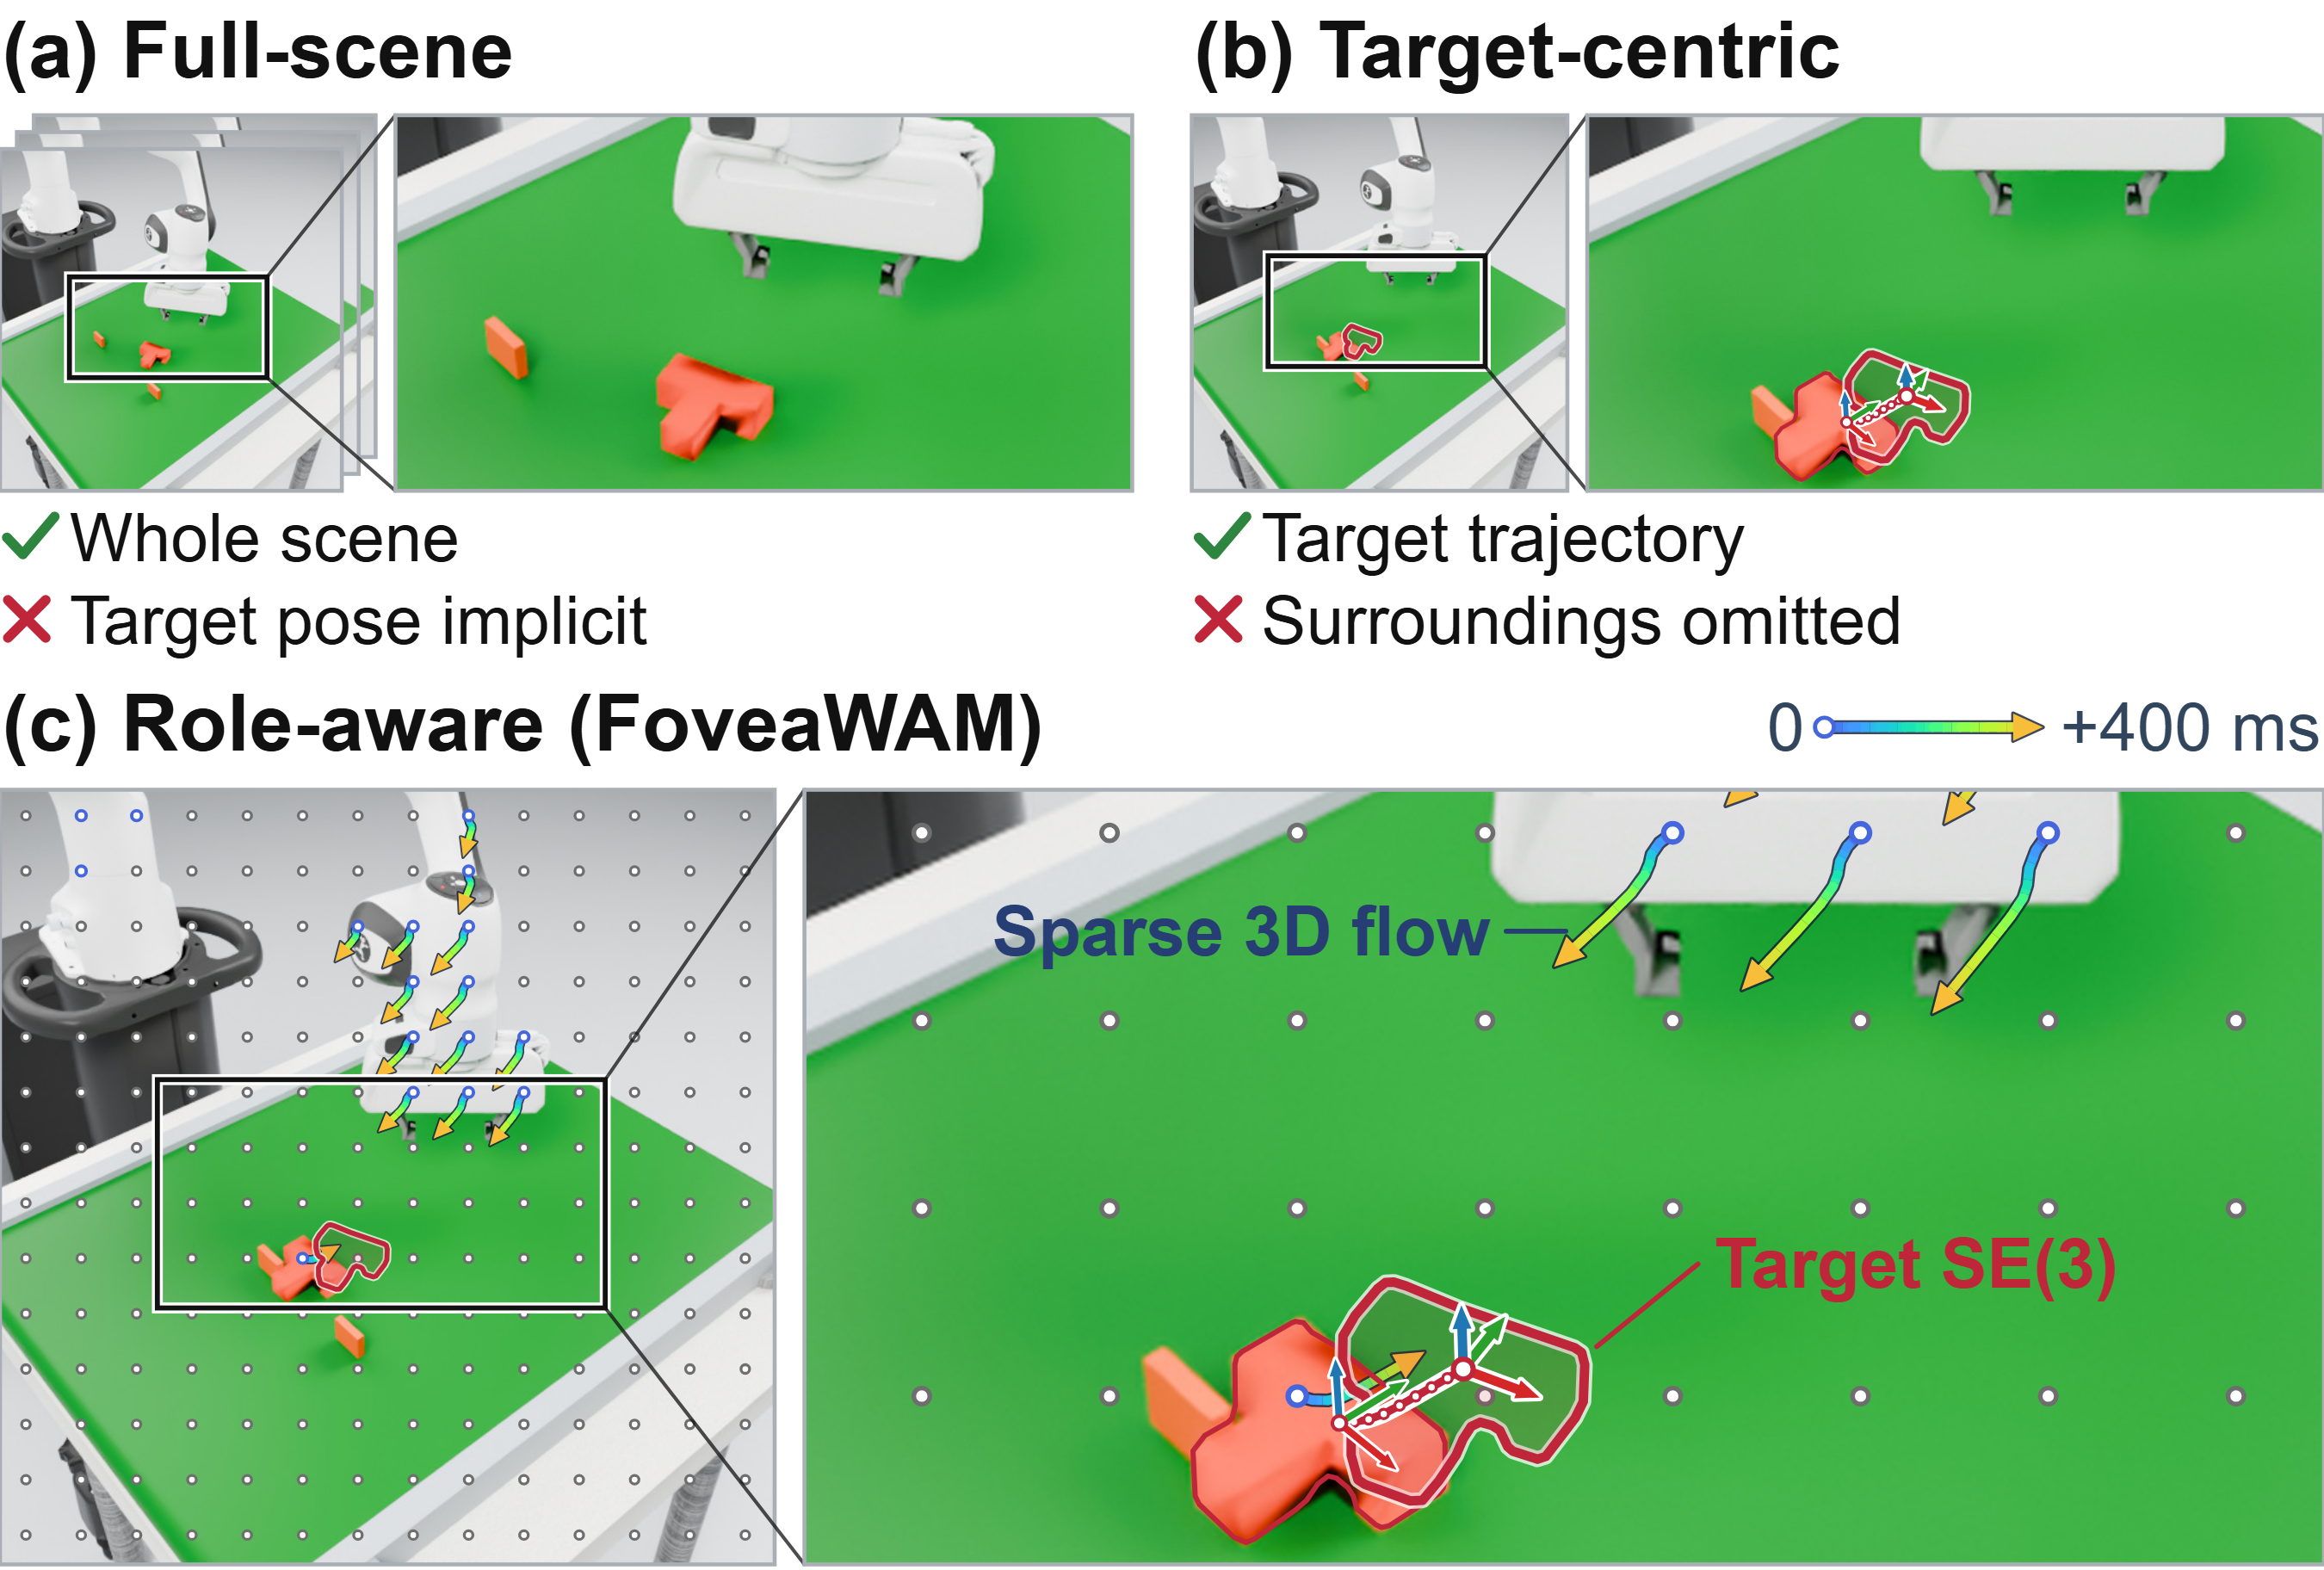 (a) Full-scene
(b) Target-centric
✓ Whole scene
✗ Target pose implicit
✓ Target trajectory
✗ Surroundings omitted
(c) Role-aware (FoveaWAM)
0 +400 ms
Sparse 3D flow
Target SE(3)